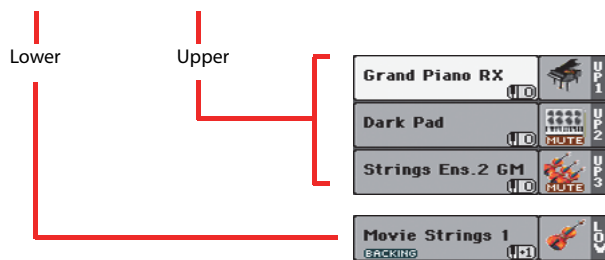 Lower
Upper
Grand Piano RX
0
UP1
Dark Pad
0
MUTE
UP2
Strings Ens.2 GM
0
MUTE
UP3
Movie Strings 1
BACKING
+1
LOW